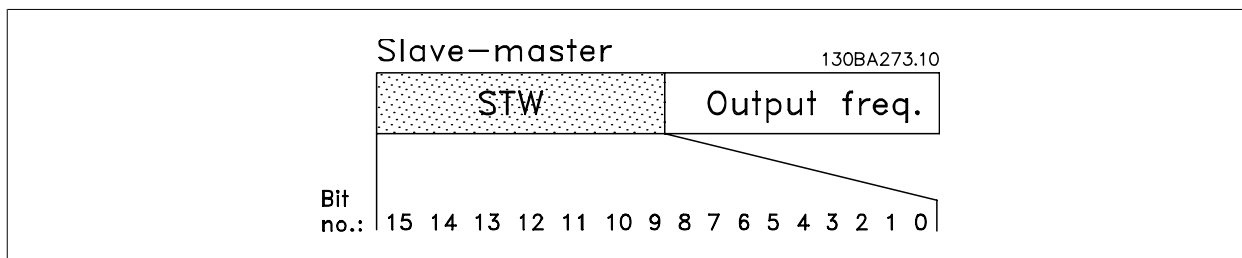 Slave-master 130BA273.10
STW Output freq.
Bit
no.: 15 14 13 12 11 10 9 8 7 6 5 4 3 2 1 0